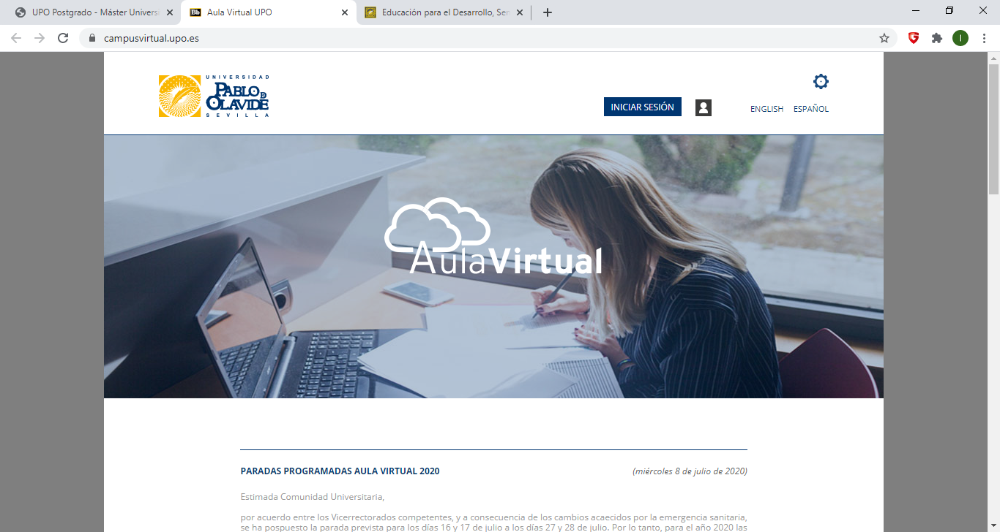 UPO Postgrado - Máster Universi
Aula Virtual UPO
Educación para el Desarrollo, Sen
campusvirtual.upo.es
I
UNIVERSIDAD
PABLO DE
OLAVIDE
SEVILLA
INICIAR SESIÓN
ENGLISH ESPAÑOL
AulaVirtual
PARADAS PROGRAMADAS AULA VIRTUAL 2020
(miércoles 8 de julio de 2020)
Estimada Comunidad Universitaria,
por acuerdo entre los Vicerrectorados competentes, y a consecuencia de los cambios acaecidos por la emergencia sanitaria,
se ha pospuesto la parada prevista para los días 16 y 17 de julio a los días 27 y 28 de julio. Por lo tanto, para el año 2020 las